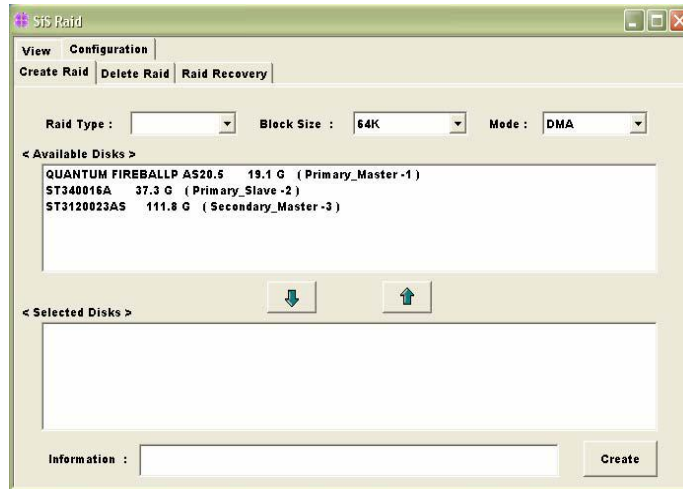 SiS Raid
View Configuration
Create Raid Delete Raid Raid Recovery
Raid Type : Block Size : 64K Mode : DMA
< Available Disks >
QUANTUM FIREBALLP AS20.5 19.1 G ( Primary_Master -1 )
ST340016A 37.3 G ( Primary_Slave -2 )
ST3120023AS 111.8 G ( Secondary_Master -3 )
< Selected Disks >
Information : Create